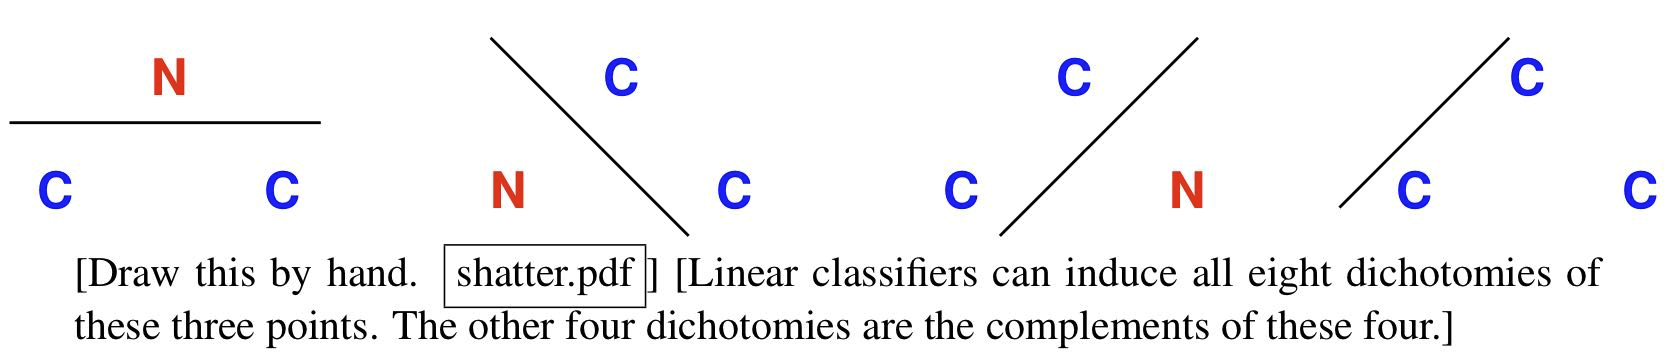 N C C C
C C N C C N C C
[Draw this by hand. shatter.pdf ] [Linear classifiers can induce all eight dichotomies of
these three points. The other four dichotomies are the complements of these four.]